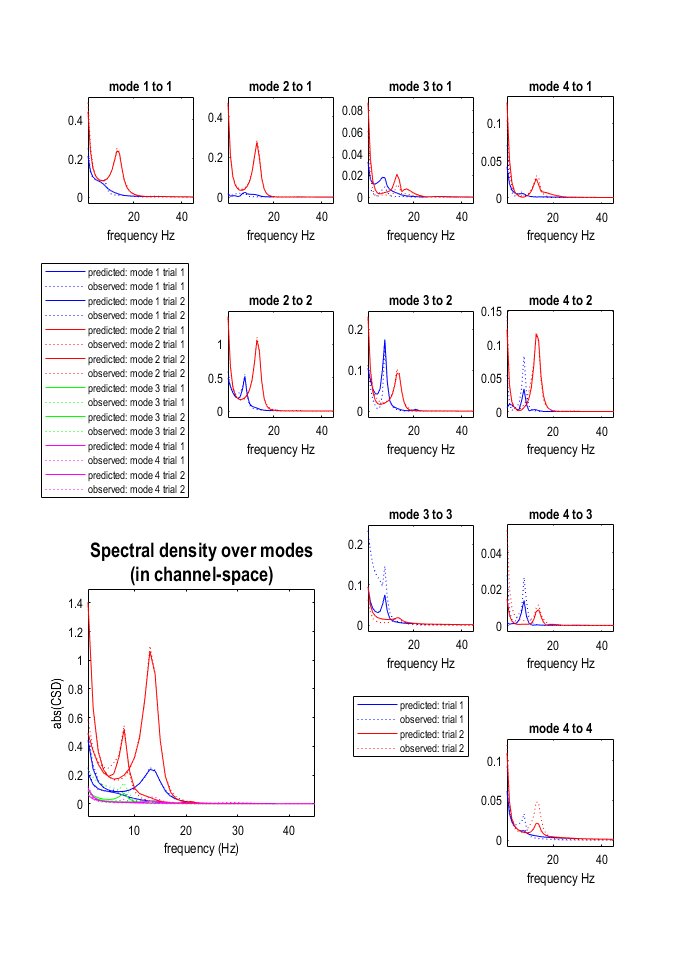 mode 1 to 1
mode 2 to 1
mode 3 to 1
mode 4 to 1
0.4
0.2
0
20
40
frequency Hz
0.4
0.2
0
20
40
frequency Hz
0.08
0.06
0.04
0.02
0
20
40
frequency Hz
0.1
0.05
0
20
40
frequency Hz
predicted: mode 1 trial 1
observed: mode 1 trial 1
predicted: mode 1 trial 2
observed: mode 1 trial 2
predicted: mode 2 trial 1
observed: mode 2 trial 1
predicted: mode 2 trial 2
observed: mode 2 trial 2
predicted: mode 3 trial 1
observed: mode 3 trial 1
predicted: mode 3 trial 2
observed: mode 3 trial 2
predicted: mode 4 trial 1
observed: mode 4 trial 1
predicted: mode 4 trial 2
observed: mode 4 trial 2
mode 2 to 2
mode 3 to 2
mode 4 to 2
1
0.5
0
20
40
frequency Hz
0.2
0.1
0
20
40
frequency Hz
0.15
0.1
0.05
0
20
40
frequency Hz
mode 3 to 3
mode 4 to 3
0.2
0.1
0
20
40
frequency Hz
0.04
0.02
0
20
40
frequency Hz
Spectral density over modes
(in channel-space)
abs(CSD)
1.4
1.2
1
0.8
0.6
0.4
0.2
0
10
20
30
40
frequency (Hz)
predicted: trial 1
observed: trial 1
predicted: trial 2
observed: trial 2
mode 4 to 4
0.1
0.05
0
20
40
frequency Hz